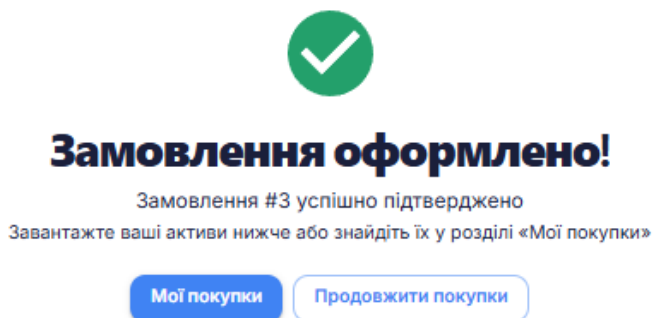 Замовлення оформлено!
Замовлення #3 успішно підтверджено
Завантажте ваші активи нижче або знайдіть їх у розділі «Мої покупки»
Мої покупки
Продовжити покупки